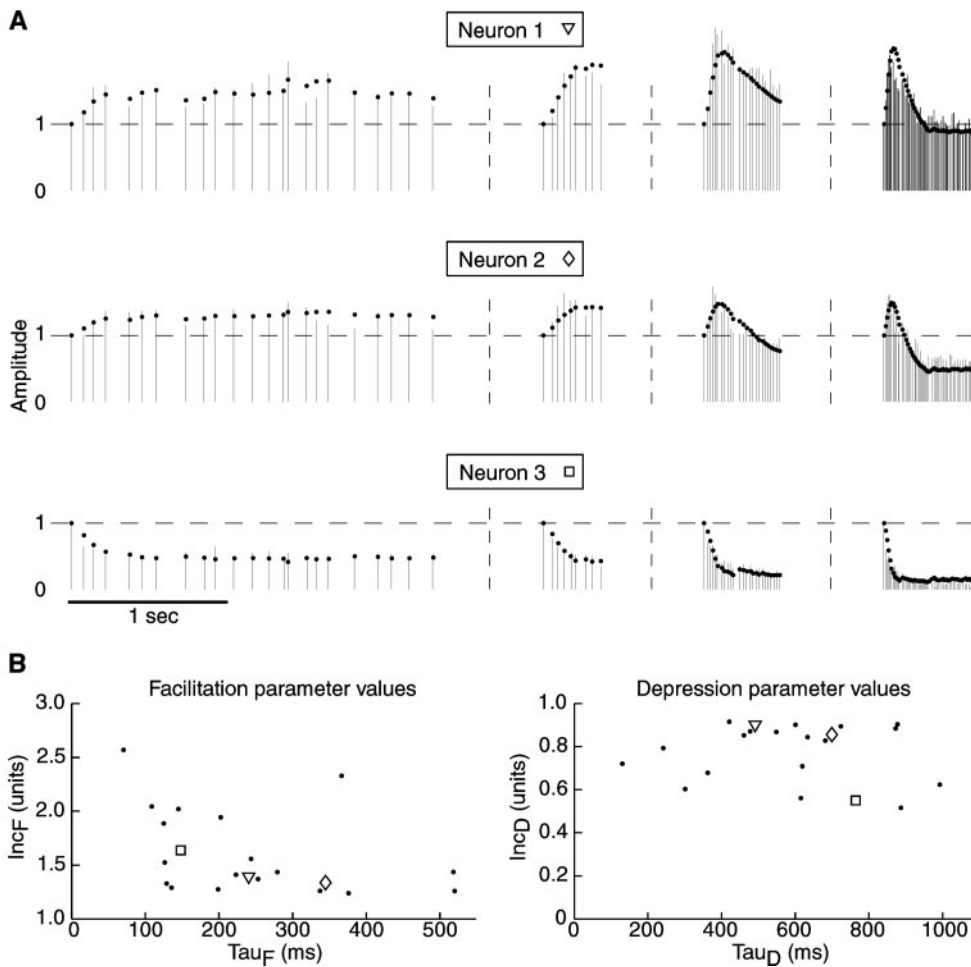 A
Neuron 1
1
0
Neuron 2
Amplitude
1
0
Neuron 3
1
0
1 sec
B
Facilitation parameter values
IncF (units)
3.0
2.5
2.0
1.5
1.0
0 100 200 300 400 500
TauF (ms)
Depression parameter values
IncD (units)
1.0
0.8
0.6
0.4
0.2
0
0 200 400 600 800 1000
TauD (ms)